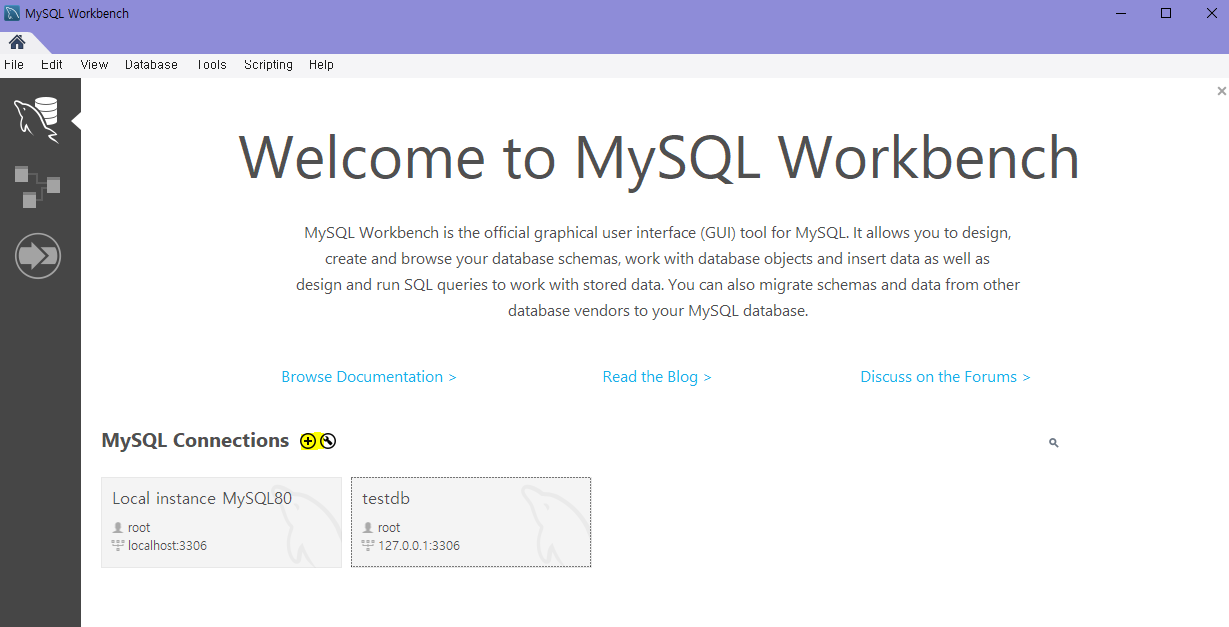 MySQL Workbench
File Edit View Database Tools Scripting Help
Welcome to MySQL Workbench
MySQL Workbench is the official graphical user interface (GUI) tool for MySQL. It allows you to design,
create and browse your database schemas, work with database objects and insert data as well as
design and run SQL queries to work with stored data. You can also migrate schemas and data from other
database vendors to your MySQL database.
Browse Documentation > Read the Blog > Discuss on the Forums >
MySQL Connections
Local instance MySQL80
root
localhost:3306
testdb
root
127.0.0.1:3306